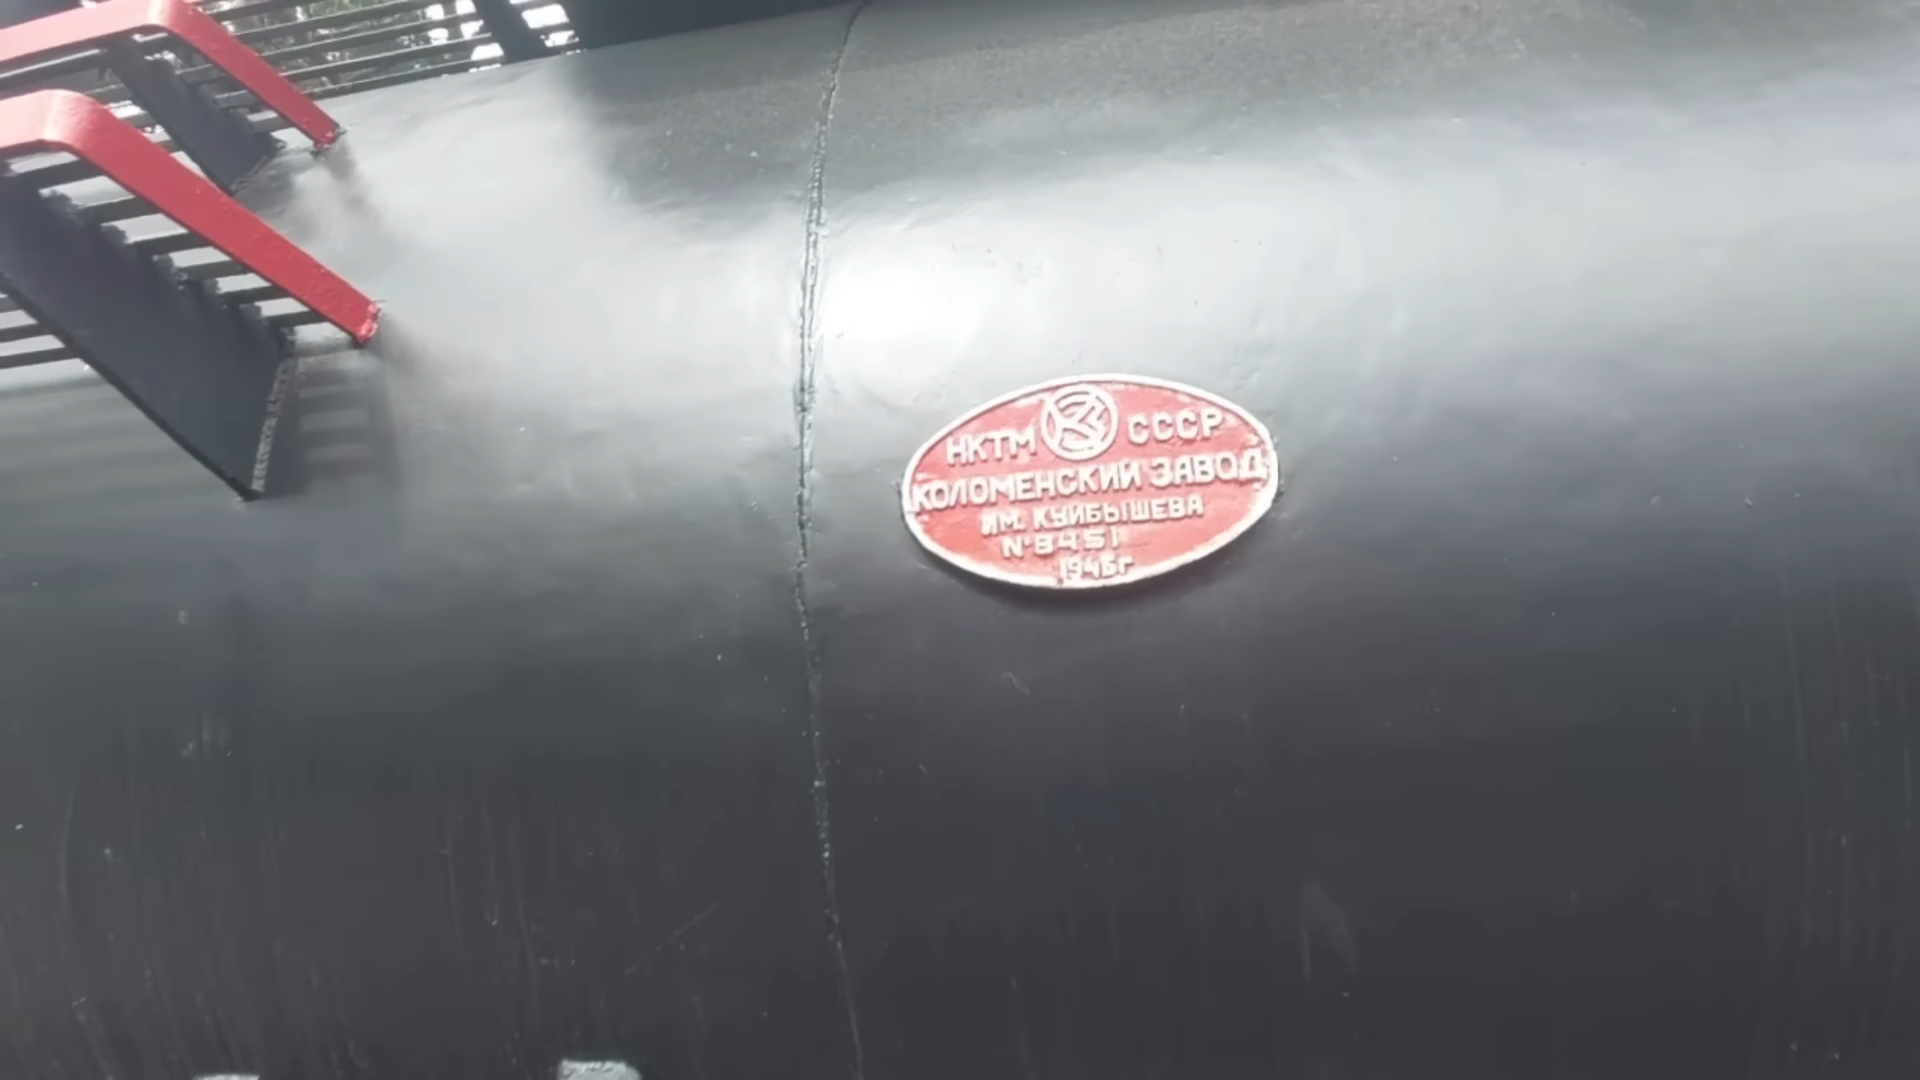 НКТМ СССР
КОЛОМЕНСКИЙ ЗАВОД
ИМ. КУЙБЫШЕВА
№8451
1946г